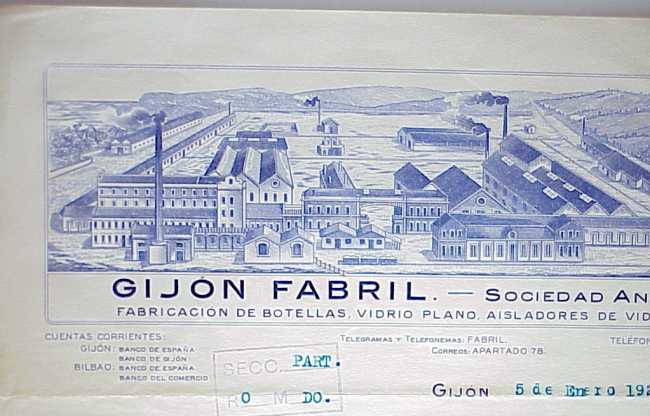 GIJÓN FABRIL. — SOCIEDAD AN
FABRICACIÓN DE BOTELLAS, VIDRIO PLANO, AISLADORES DE VID
CUENTAS CORRIENTES:
GIJÓN: BANCO DE ESPAÑA
BANCO DE GIJÓN
BILBAO: BANCO DE ESPAÑA
BANCO DEL COMERCIO
TELEGRAMAS Y TELEFONEMAS: FABRIL.
CORREOS: APARTADO 78.
TELÉFON
SECC. PART.
RO M DO.
GIJÓN 5 de Enero 192